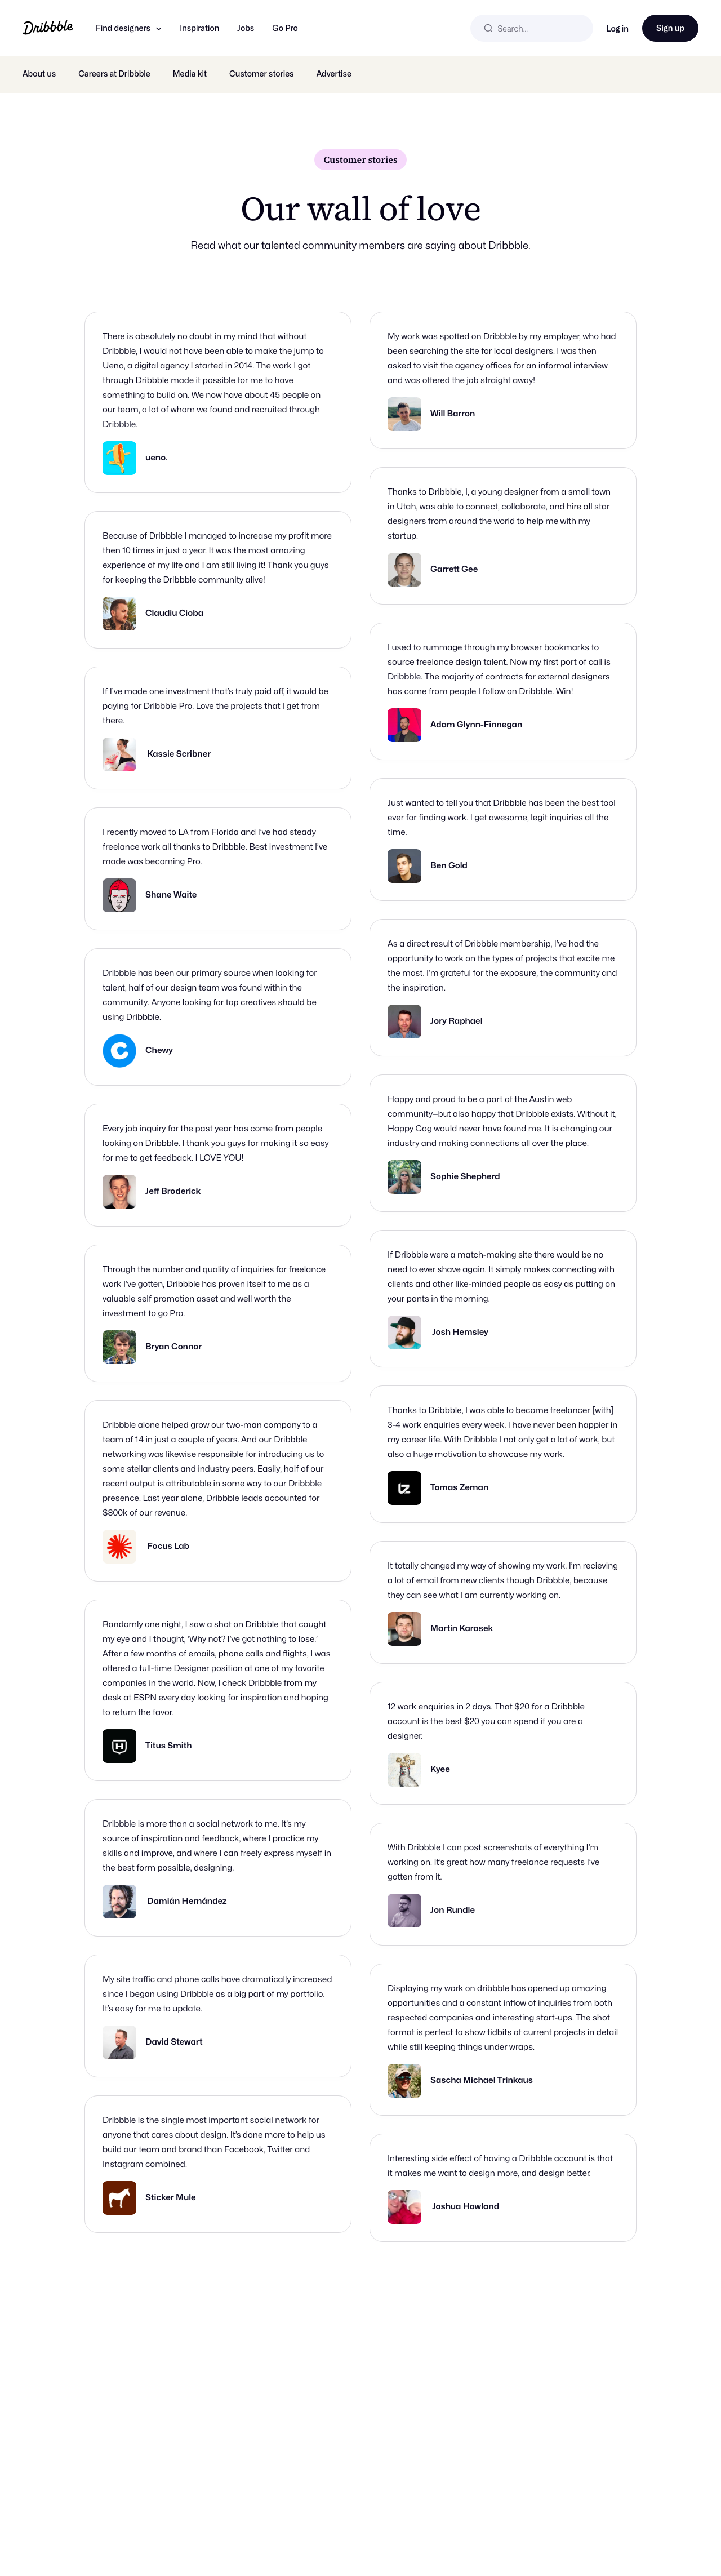 Dribbble
Find designers
Inspiration
Jobs
Go Pro
Search...
Log in
Sign up
About us
Careers at Dribbble
Media kit
Customer stories
Advertise
Customer stories
Our wall of love
Read what our talented community members are saying about Dribbble.
There is absolutely no doubt in my mind that without
Dribbble, I would not have been able to make the jump to
Ueno, a digital agency I started in 2014. The work I got
through Dribbble made it possible for me to have
something to build on. We now have about 45 people on
our team, a lot of whom we found and recruited through
Dribbble.
ueno.
Because of Dribbble I managed to increase my profit more
then 10 times in just a year. It was the most amazing
experience of my life and I am still living it! Thank you guys
for keeping the Dribbble community alive!
Claudiu Cioba
If I've made one investment that's truly paid off, it would be
paying for Dribbble Pro. Love the projects that I get from
there.
Kassie Scribner
I recently moved to LA from Florida and I've had steady
freelance work all thanks to Dribbble. Best investment I've
made was becoming Pro.
Shane Waite
Dribbble has been our primary source when looking for
talent, half of our design team was found within the
community. Anyone looking for top creatives should be
using Dribbble.
Chewy
Every job inquiry for the past year has come from people
looking on Dribbble. I thank you guys for making it so easy
for me to get feedback. I LOVE YOU!
Jeff Broderick
Through the number and quality of inquiries for freelance
work I've gotten, Dribbble has proven itself to me as a
valuable self promotion asset and well worth the
investment to go Pro.
Bryan Connor
Dribbble alone helped grow our two-man company to a
team of 14 in just a couple of years. And our Dribbble
networking was likewise responsible for introducing us to
some stellar clients and industry peers. Easily, half of our
recent output is attributable in some way to our Dribbble
presence. Last year alone, Dribbble leads accounted for
$800k of our revenue.
Focus Lab
Randomly one night, I saw a shot on Dribbble that caught
my eye and I thought, 'Why not? I've got nothing to lose.'
After a few months of emails, phone calls and flights, I was
offered a full-time Designer position at one of my favorite
companies in the world. Now, I check Dribbble from my
desk at ESPN every day looking for inspiration and hoping
to return the favor.
Titus Smith
Dribbble is more than a social network to me. It's my
source of inspiration and feedback, where I practice my
skills and improve, and where I can freely express myself in
the best form possible, designing.
Damián Hernández
My site traffic and phone calls have dramatically increased
since I began using Dribbble as a big part of my portfolio.
It's easy for me to update.
David Stewart
Dribbble is the single most important social network for
anyone that cares about design. It's done more to help us
build our team and brand than Facebook, Twitter and
Instagram combined.
Sticker Mule
My work was spotted on Dribbble by my employer, who had
been searching the site for local designers. I was then
asked to visit the agency offices for an informal interview
and was offered the job straight away!
Will Barron
Thanks to Dribbble, I, a young designer from a small town
in Utah, was able to connect, collaborate, and hire all star
designers from around the world to help me with my
startup.
Garrett Gee
I used to rummage through my browser bookmarks to
source freelance design talent. Now my first port of call is
Dribbble. The majority of contracts for external designers
has come from people I follow on Dribbble. Win!
Adam Glynn-Finnegan
Just wanted to tell you that Dribbble has been the best tool
ever for finding work. I get awesome, legit inquiries all the
time.
Ben Gold
As a direct result of Dribbble membership, I've had the
opportunity to work on the types of projects that excite me
the most. I'm grateful for the exposure, the community and
the inspiration.
Jory Raphael
Happy and proud to be a part of the Austin web
community—but also happy that Dribbble exists. Without it,
Happy Cog would never have found me. It is changing our
industry and making connections all over the place.
Sophie Shepherd
If Dribbble were a match-making site there would be no
need to ever shave again. It simply makes connecting with
clients and other like-minded people as easy as putting on
your pants in the morning.
Josh Hemsley
Thanks to Dribbble, I was able to become freelancer [with]
3-4 work enquiries every week. I have never been happier in
my career life. With Dribbble I not only get a lot of work, but
also a huge motivation to showcase my work.
tz
Tomas Zeman
It totally changed my way of showing my work. I'm recieving
a lot of email from new clients though Dribbble, because
they can see what I am currently working on.
Martin Karasek
12 work enquiries in 2 days. That $20 for a Dribbble
account is the best $20 you can spend if you are a
designer.
Kyee
With Dribbble I can post screenshots of everything I'm
working on. It's great how many freelance requests I've
gotten from it.
Jon Rundle
Displaying my work on dribbble has opened up amazing
opportunities and a constant inflow of inquiries from both
respected companies and interesting start-ups. The shot
format is perfect to show tidbits of current projects in detail
while still keeping things under wraps.
Sascha Michael Trinkaus
Interesting side effect of having a Dribbble account is that
it makes me want to design more, and design better.
Joshua Howland